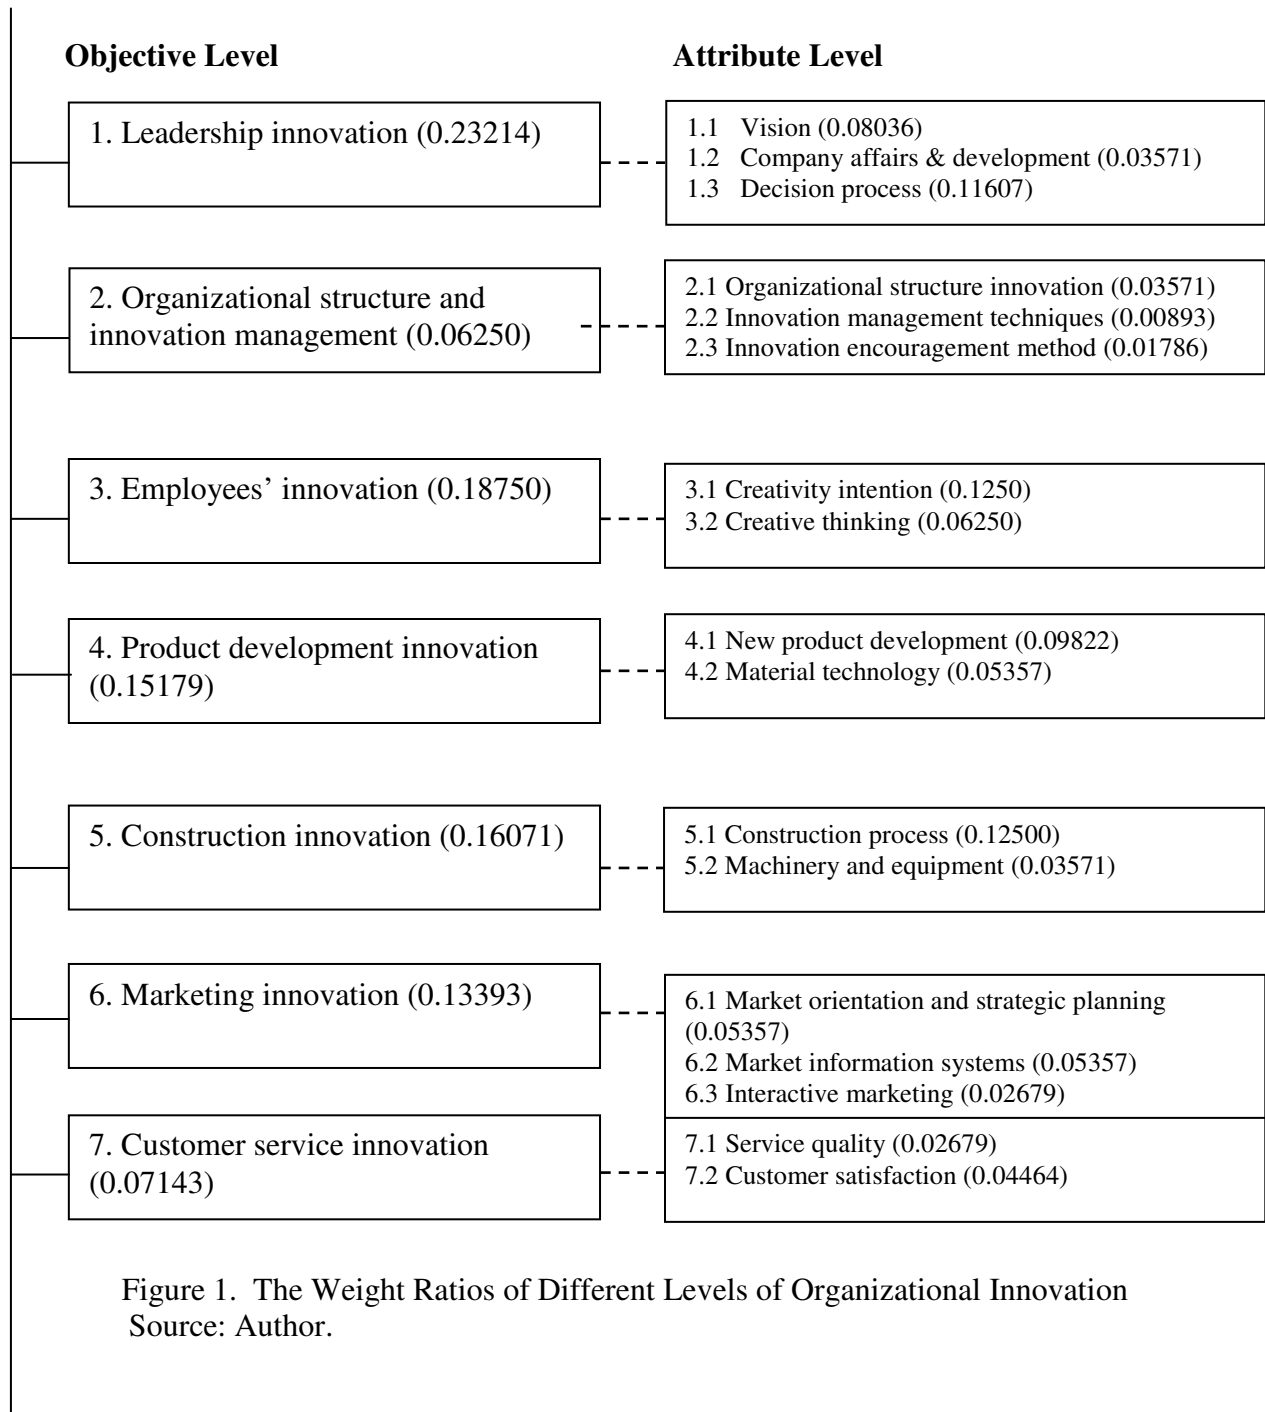 Objective Level
Attribute Level
1. Leadership innovation (0.23214)
1.1 Vision (0.08036)
1.2 Company affairs & development (0.03571)
1.3 Decision process (0.11607)
2. Organizational structure and
innovation management (0.06250)
2.1 Organizational structure innovation (0.03571)
2.2 Innovation management techniques (0.00893)
2.3 Innovation encouragement method (0.01786)
3. Employees’ innovation (0.18750)
3.1 Creativity intention (0.1250)
3.2 Creative thinking (0.06250)
4. Product development innovation
(0.15179)
4.1 New product development (0.09822)
4.2 Material technology (0.05357)
5. Construction innovation (0.16071)
5.1 Construction process (0.12500)
5.2 Machinery and equipment (0.03571)
6. Marketing innovation (0.13393)
6.1 Market orientation and strategic planning
(0.05357)
6.2 Market information systems (0.05357)
6.3 Interactive marketing (0.02679)
7. Customer service innovation
(0.07143)
7.1 Service quality (0.02679)
7.2 Customer satisfaction (0.04464)
Figure 1. The Weight Ratios of Different Levels of Organizational Innovation
Source: Author.